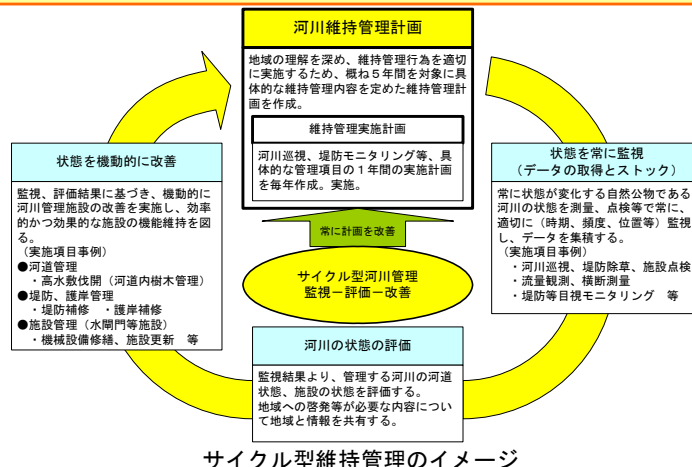 河川維持管理計画
地域の理解を深め、維持管理行為を適切
に実施するため、概ね５年間を対象に具
体的な維持管理内容を定めた維持管理計
画を作成。
維持管理実施計画
河川巡視、堤防モニタリング等、具
体的な管理項目の１年間の実施計画
を毎年作成。実施。
状態を常に監視
（データの取得とストック）
常に状態が変化する自然公物である
河川の状態を測量、点検等で常に、
適切に（時期、頻度、位置等）監視
し、データを集積する。
（実施項目事例）
・河川巡視、堤防除草、施設点検
・流量観測、横断測量
・堤防等目視モニタリング　等
河川の状態の評価
監視結果より、管理する河川の河道
状態、施設の状態を評価する。
地域への啓発等が必要な内容につい
て地域と情報を共有する。
状態を機動的に改善
監視、評価結果に基づき、機動的に
河川管理施設の改善を実施し、効率
的かつ効果的な施設の機能維持を図
る。
（実施項目事例）
●河道管理
・高水敷伐開（河道内樹木管理）
●堤防、護岸管理
・堤防補修　・護岸補修
●施設管理（水閘門等施設）
・機械設備修繕、施設更新　等
常に計画を改善
サイクル型河川管理
監視－評価－改善
サイクル型維持管理のイメージ